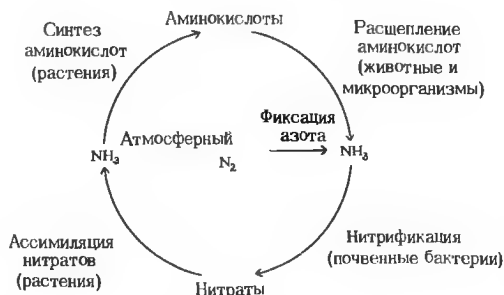 Аминокислоты
Синтез
аминокислот
(растения)
Расщепление
аминокислот
(животные и
микроорганизмы)
Атмосферный
N₂
Фиксация
азота
NH₃
NH₃
Ассимиляция
нитратов
(растения)
Нитрификация
(почвенные бактерии)
Нитраты